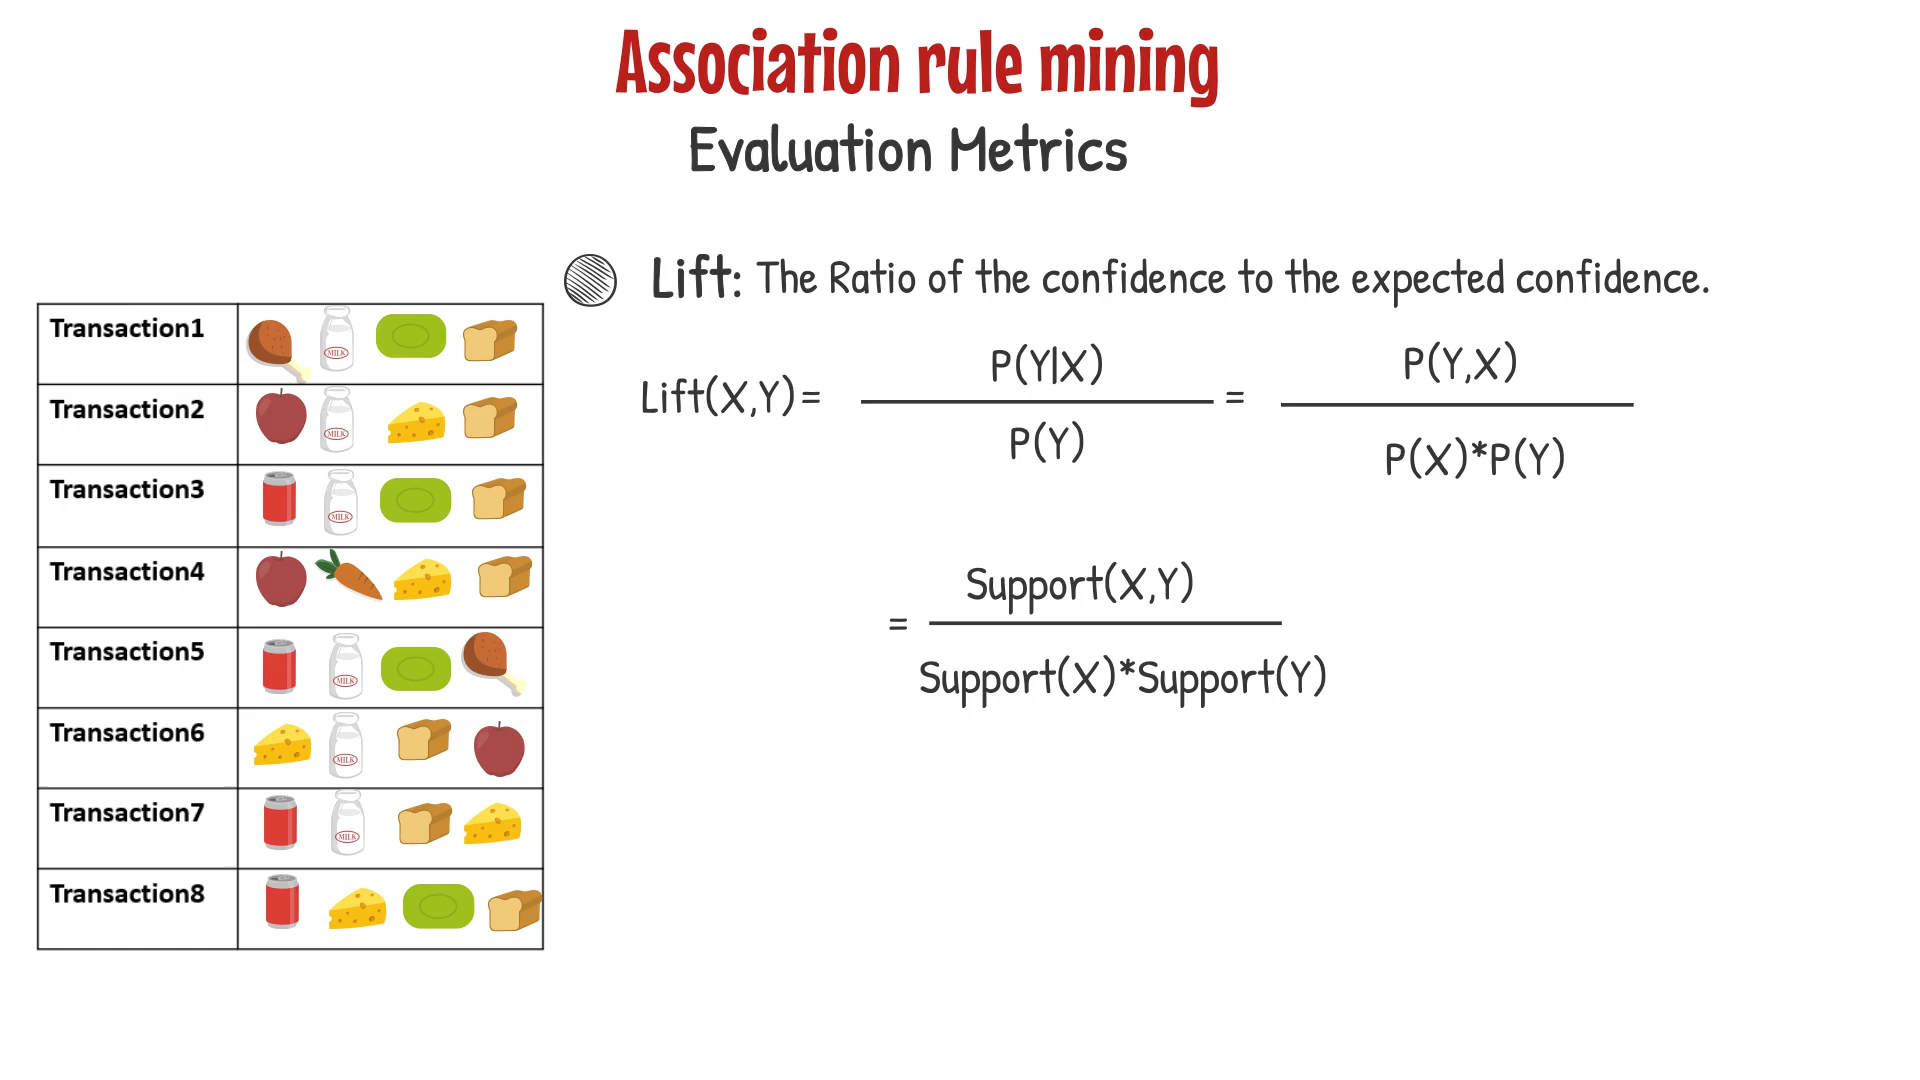 Association rule mining
Evaluation Metrics
Lift: The Ratio of the confidence to the expected confidence.
Lift(X,Y) = P(Y|X) / P(Y) = P(Y,X) / P(X)*P(Y)
= Support(X,Y) / Support(X)*Support(Y)
Transaction1 MILK
Transaction2 MILK
Transaction3 MILK
Transaction4
Transaction5 MILK
Transaction6 MILK
Transaction7 MILK
Transaction8